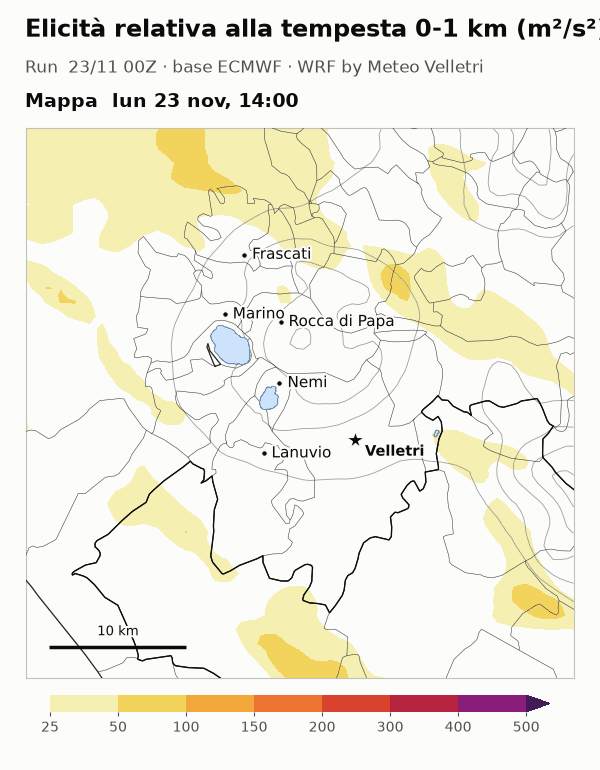 Elicità relativa alla tempesta 0-1 km (m²/s²)
Run  23/11 00Z · base ECMWF · WRF by Meteo Velletri
Mappa  lun 23 nov, 14:00
Frascati
Marino
Rocca di Papa
Nemi
Velletri
Lanuvio
10 km
25 50 100 150 200 300 400 500